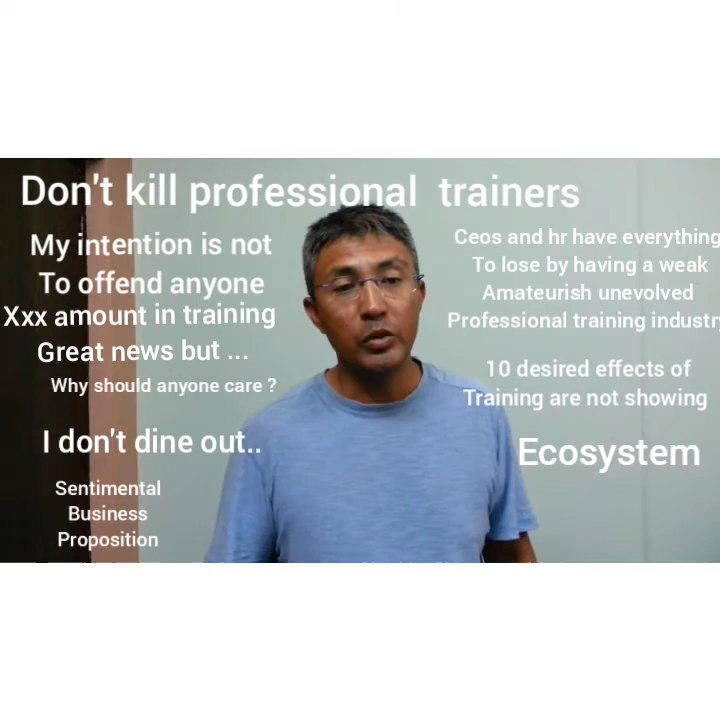 Don't kill professional trainers
My intention is not
To offend anyone
Xxx amount in training
Great news but ...
Why should anyone care ?
I don't dine out..
Sentimental
Business
Proposition
Ceos and hr have everything
To lose by having a weak
Amateurish unevolved
Professional training industry
10 desired effects of
Training are not showing
Ecosystem